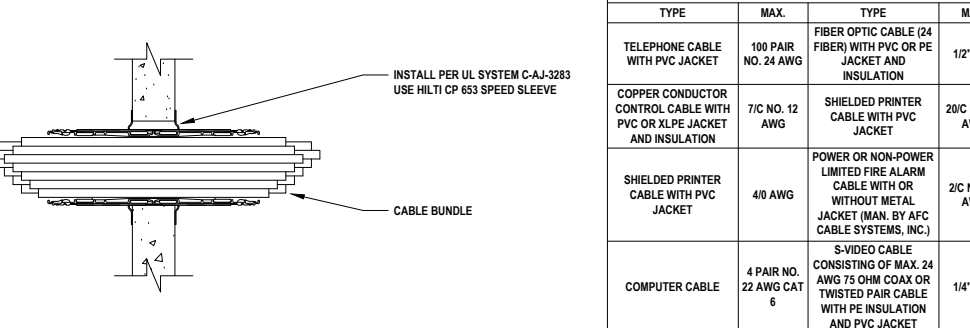 INSTALL PER UL SYSTEM C-AJ-3283
USE HILTI CP 653 SPEED SLEEVE
CABLE BUNDLE
TYPE
MAX.
TYPE
TELEPHONE CABLE
WITH PVC JACKET
100 PAIR
NO. 24 AWG
FIBER OPTIC CABLE (24
FIBER) WITH PVC OR PE
JACKET AND
INSULATION
1/2"
COPPER CONDUCTOR
CONTROL CABLE WITH
PVC OR XLPE JACKET
AND INSULATION
7/C NO. 12
AWG
SHIELDED PRINTER
CABLE WITH PVC
JACKET
20/C
SHIELDED PRINTER
CABLE WITH PVC
JACKET
4/0 AWG
POWER OR NON-POWER
LIMITED FIRE ALARM
CABLE WITH OR
WITHOUT METAL
JACKET (MAN. BY AFC
CABLE SYSTEMS, INC.)
2/C
COMPUTER CABLE
4 PAIR NO.
22 AWG CAT
6
S-VIDEO CABLE
CONSISTING OF MAX. 24
AWG 75 OHM COAX OR
TWISTED PAIR CABLE
WITH PE INSULATION
AND PVC JACKET
1/4"